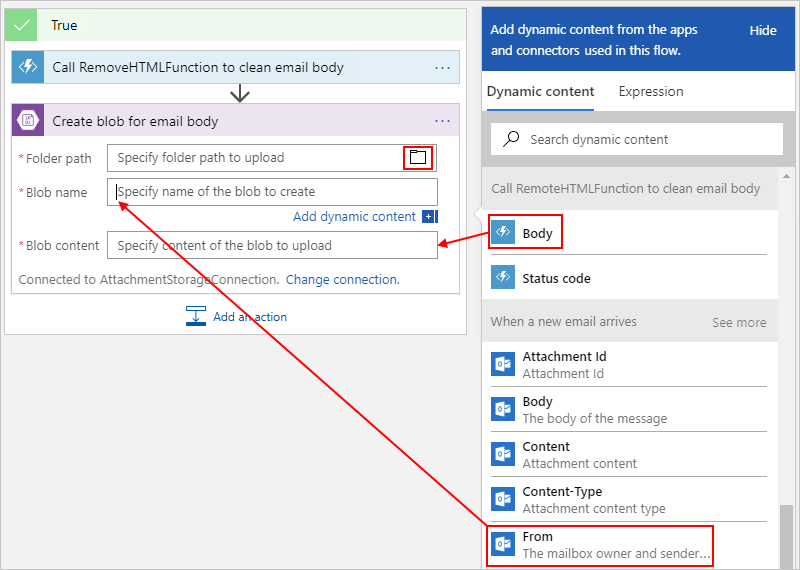 True
Call RemoveHTMLFunction to clean email body
Create blob for email body
* Folder path
Specify folder path to upload
* Blob name
Specify name of the blob to create
Add dynamic content
* Blob content
Specify content of the blob to upload
Connected to AttachmentStorageConnection. Change connection.
Add an action
Add dynamic content from the apps
and connectors used in this flow.
Hide
Dynamic content
Expression
Search dynamic content
Call RemoteHTMLFunction to clean email body
Body
Status code
When a new email arrives
See more
Attachment Id
Attachment Id
Body
The body of the message
Content
Attachment content
Content-Type
Attachment content type
From
The mailbox owner and sender...